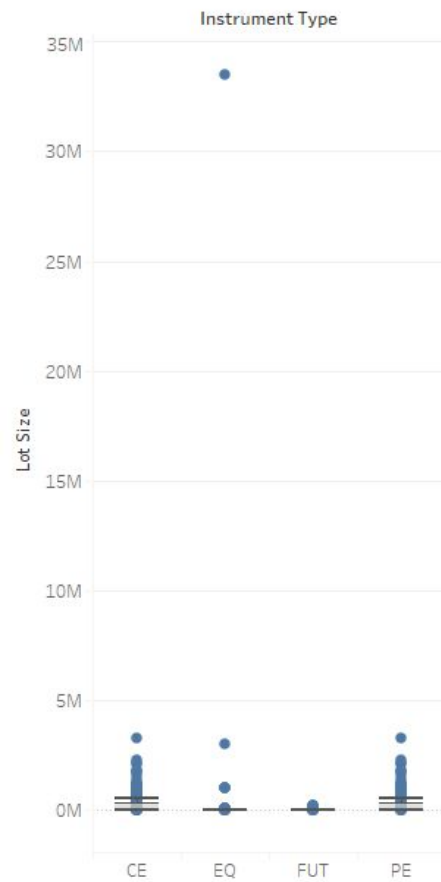 Instrument Type
35M
30M
25M
20M
15M
10M
5M
0M
Lot Size
CE EQ FUT PE